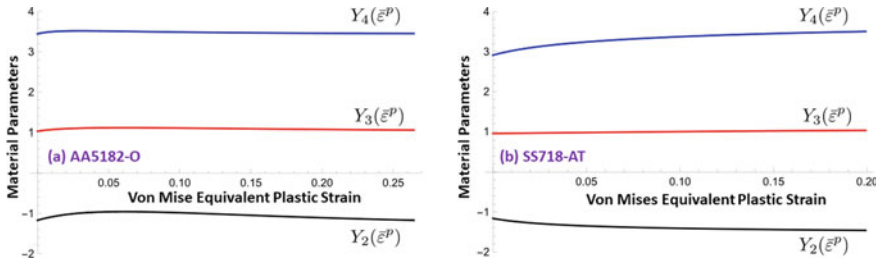 4
3
2
1
−1
−2
Material Parameters
Y₄(ε̄ᵖ)
Y₃(ε̄ᵖ)
(a) AA5182-O
0.05 0.10 0.15 0.20 0.25
Von Mise Equivalent Plastic Strain
Y₂(ε̄ᵖ)
4
3
2
1
−1
−2
Material Parameters
Y₄(ε̄ᵖ)
Y₃(ε̄ᵖ)
(b) SS718-AT
0.05 0.10 0.15 0.20
Von Mises Equivalent Plastic Strain
Y₂(ε̄ᵖ)